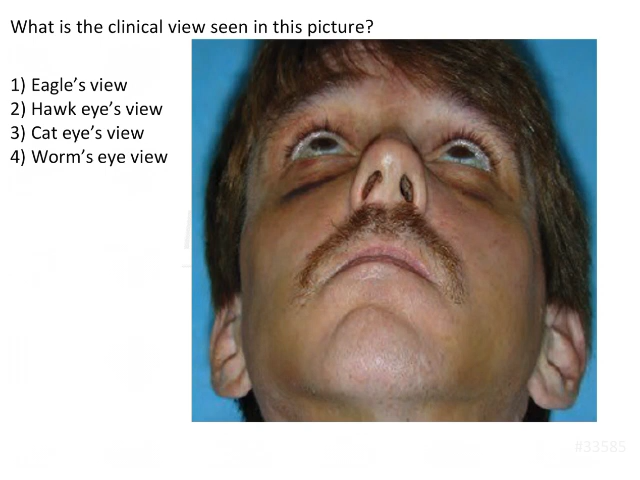 What is the clinical view seen in this picture?
1) Eagle’s view
2) Hawk eye’s view
3) Cat eye’s view
4) Worm’s eye view
#33585